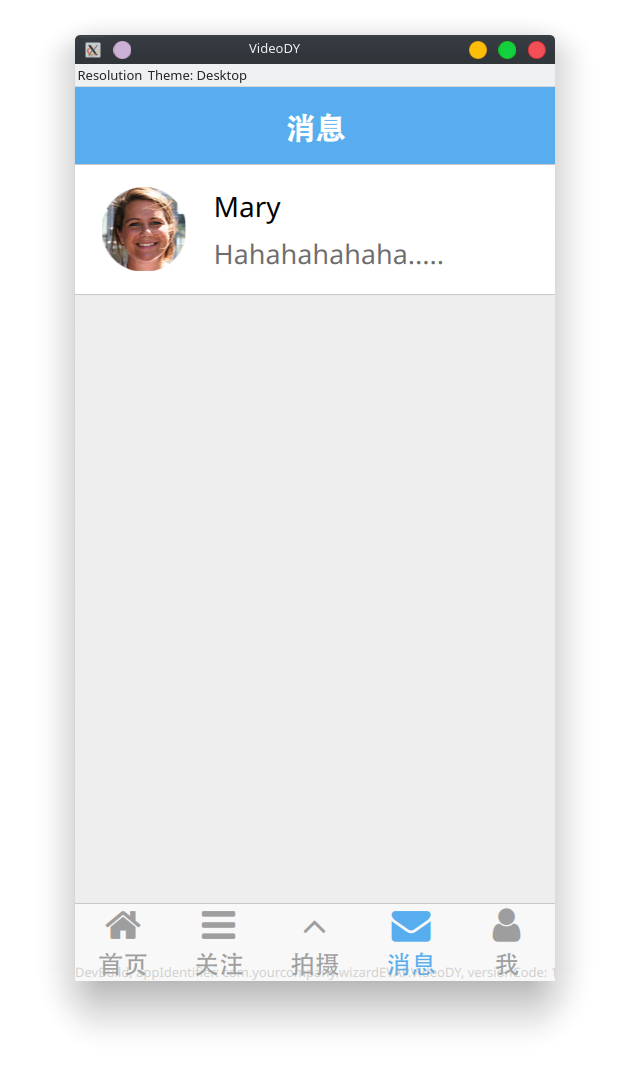 VideoDY
Resolution Theme: Desktop
消息
Mary
Hahahahahaha.....
首页 关注 拍摄 消息 我